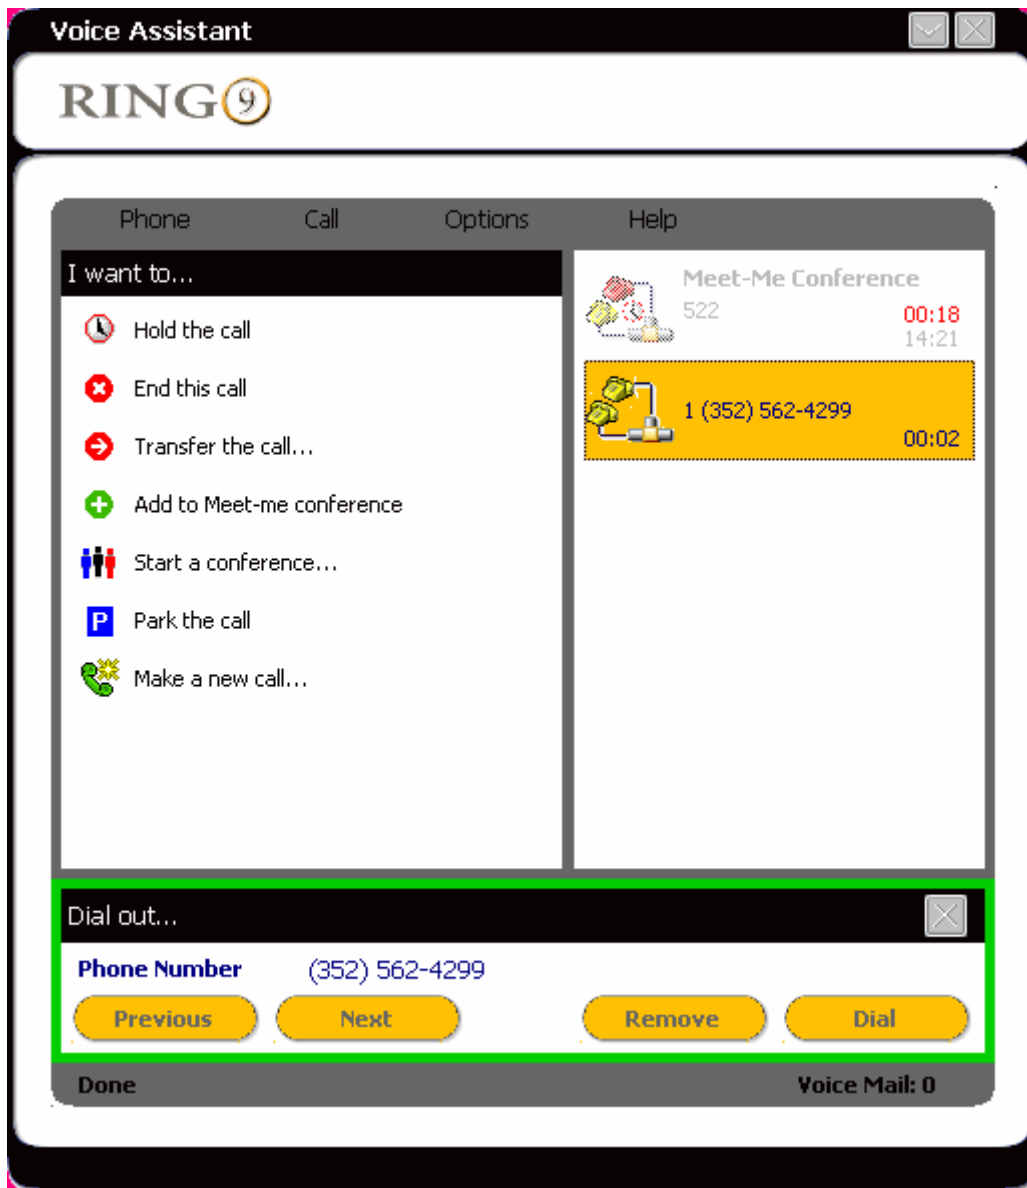 Voice Assistant
RING9
Phone Call Options Help
I want to...
Hold the call
End this call
Transfer the call...
Add to Meet-me conference
Start a conference...
P Park the call
Make a new call...
Meet-Me Conference
522 00:18
14:21
1 (352) 562-4299
00:02
Dial out...
Phone Number (352) 562-4299
Previous Next Remove Dial
Done Voice Mail: 0